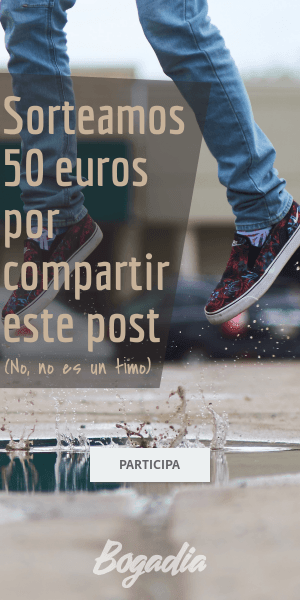 Sorteamos
50 euros
por
compartir
este post
(No, no es un timo)
PARTICIPA
Bogadia